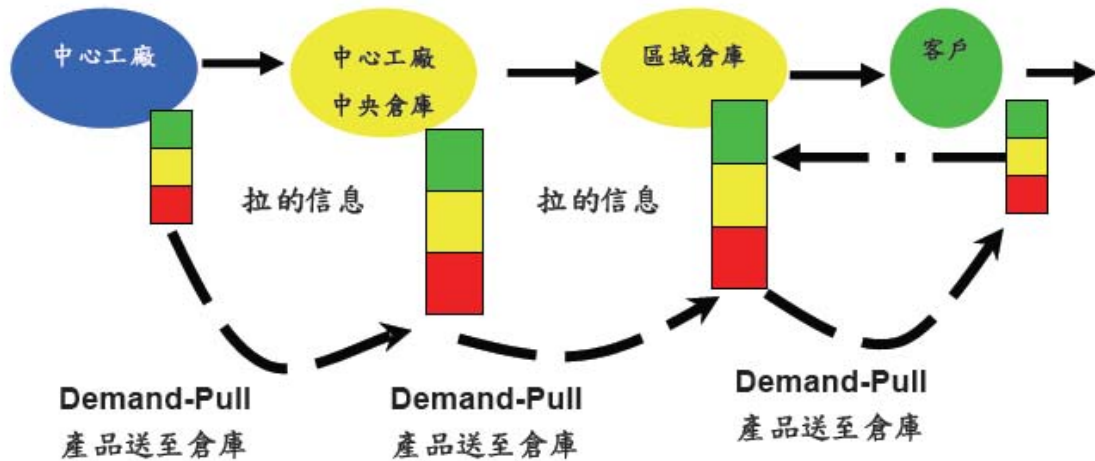 中心工廠
中心工廠
中央倉庫
區域倉庫
客戶
拉的信息
拉的信息
Demand-Pull
產品送至倉庫
Demand-Pull
產品送至倉庫
Demand-Pull
產品送至倉庫